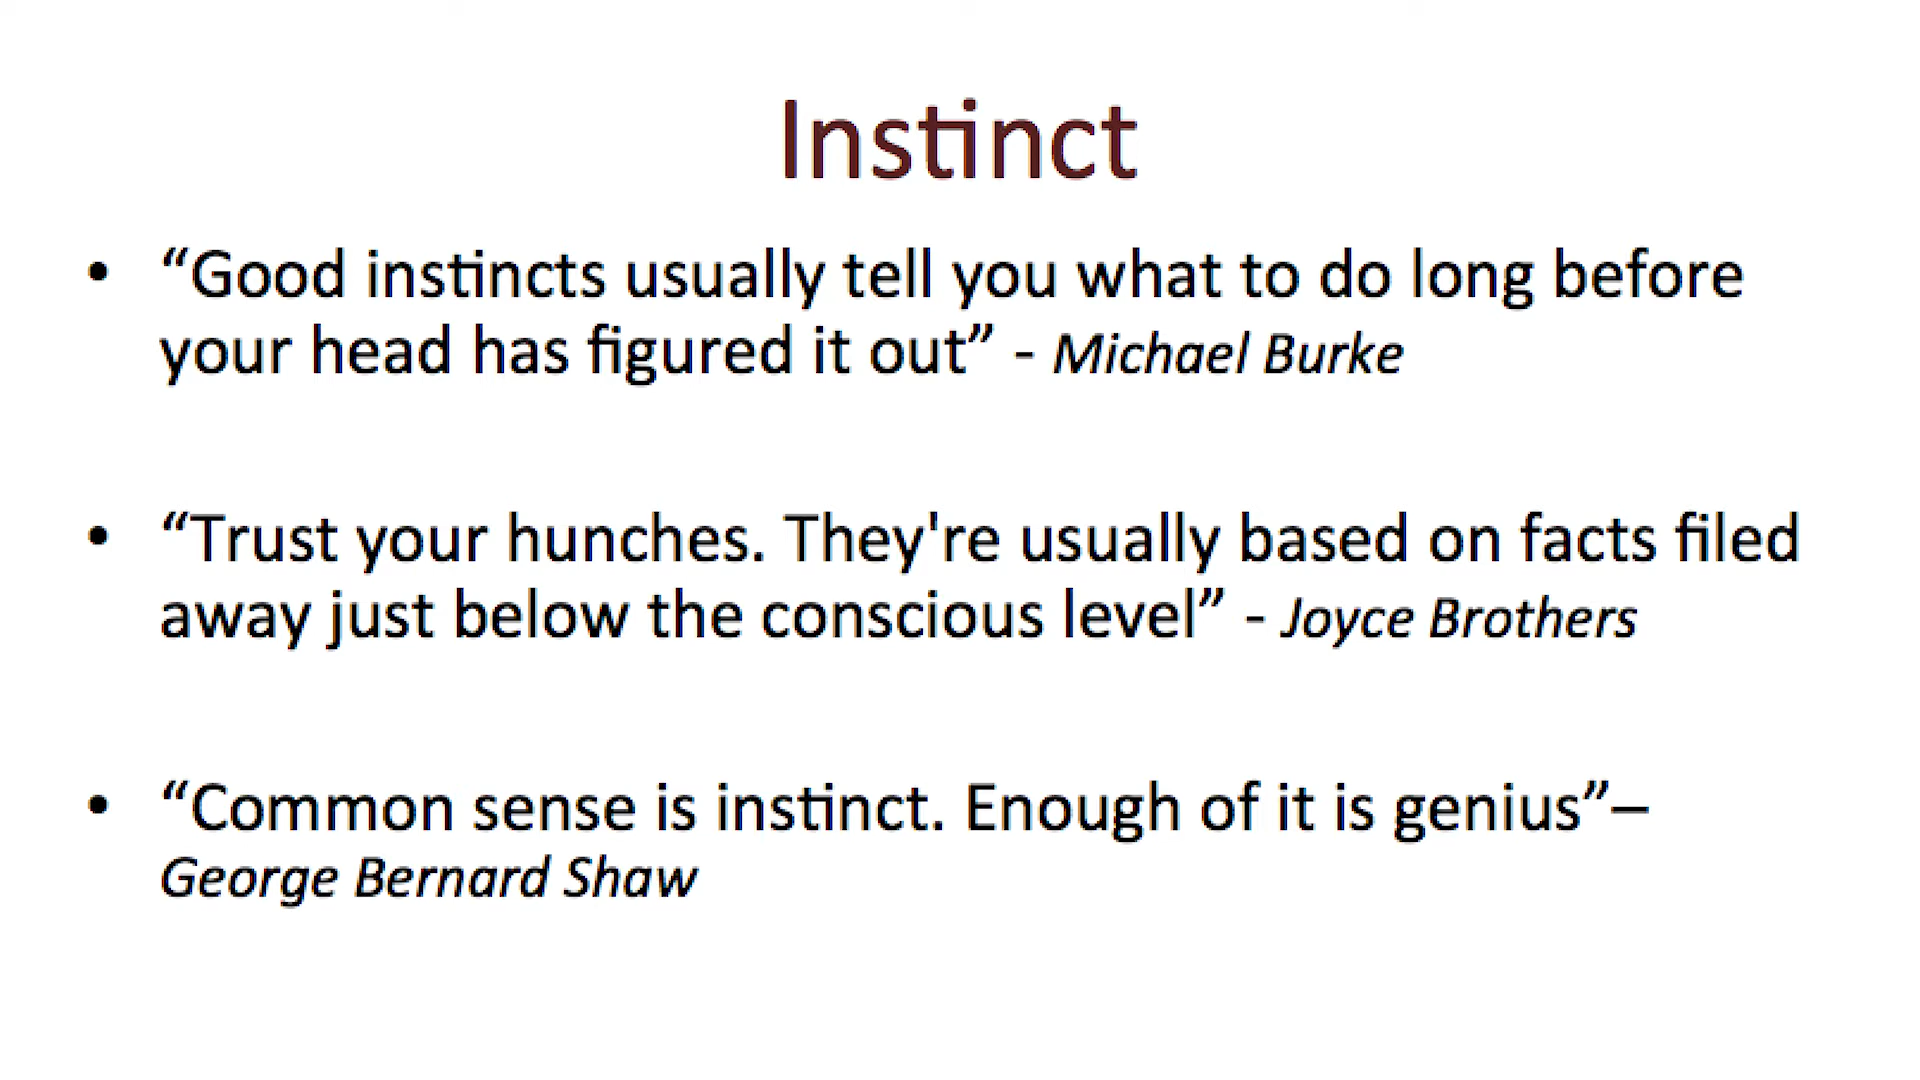 Instinct
• “Good instincts usually tell you what to do long before
your head has figured it out” - Michael Burke
• “Trust your hunches. They're usually based on facts filed
away just below the conscious level” - Joyce Brothers
• “Common sense is instinct. Enough of it is genius”–
George Bernard Shaw